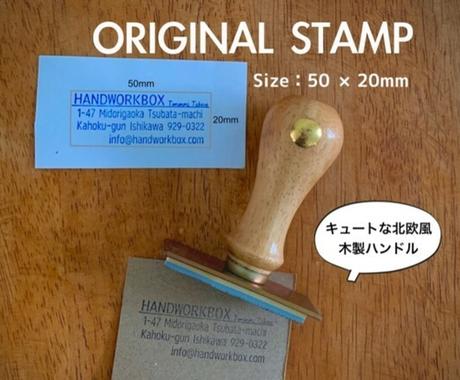 ORIGINAL STAMP
Size：50 × 20mm
50mm
HANDWORKBOX
1-47 Midorigaoka Tsubata-machi
Kahoku-gun Ishikawa 929-0322
info@handworkbox.com
20mm
キュートな北欧風
木製ハンドル
HANDWORKBOX
1-47 Midorigaoka Tsubata-machi
Kahoku-gun Ishikawa 929-0322
info@handworkbox.com